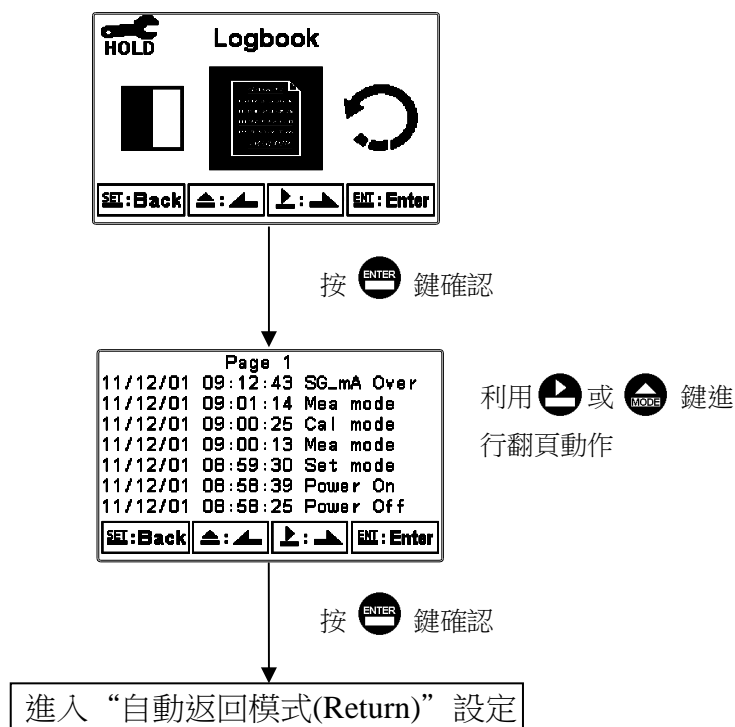 HOLD Logbook
SET:Back ENT:Enter
按 ENTER 鍵確認
Page 1
11/12/01 09:12:43 SG_mA Over
11/12/01 09:01:14 Mea mode
11/12/01 09:00:25 Cal mode
11/12/01 09:00:13 Mea mode
11/12/01 08:59:30 Set mode
11/12/01 08:58:39 Power On
11/12/01 08:58:25 Power Off
SET:Back ENT:Enter
利用 或 MODE 鍵進
行翻頁動作
按 ENTER 鍵確認
進入“自動返回模式(Return)”設定